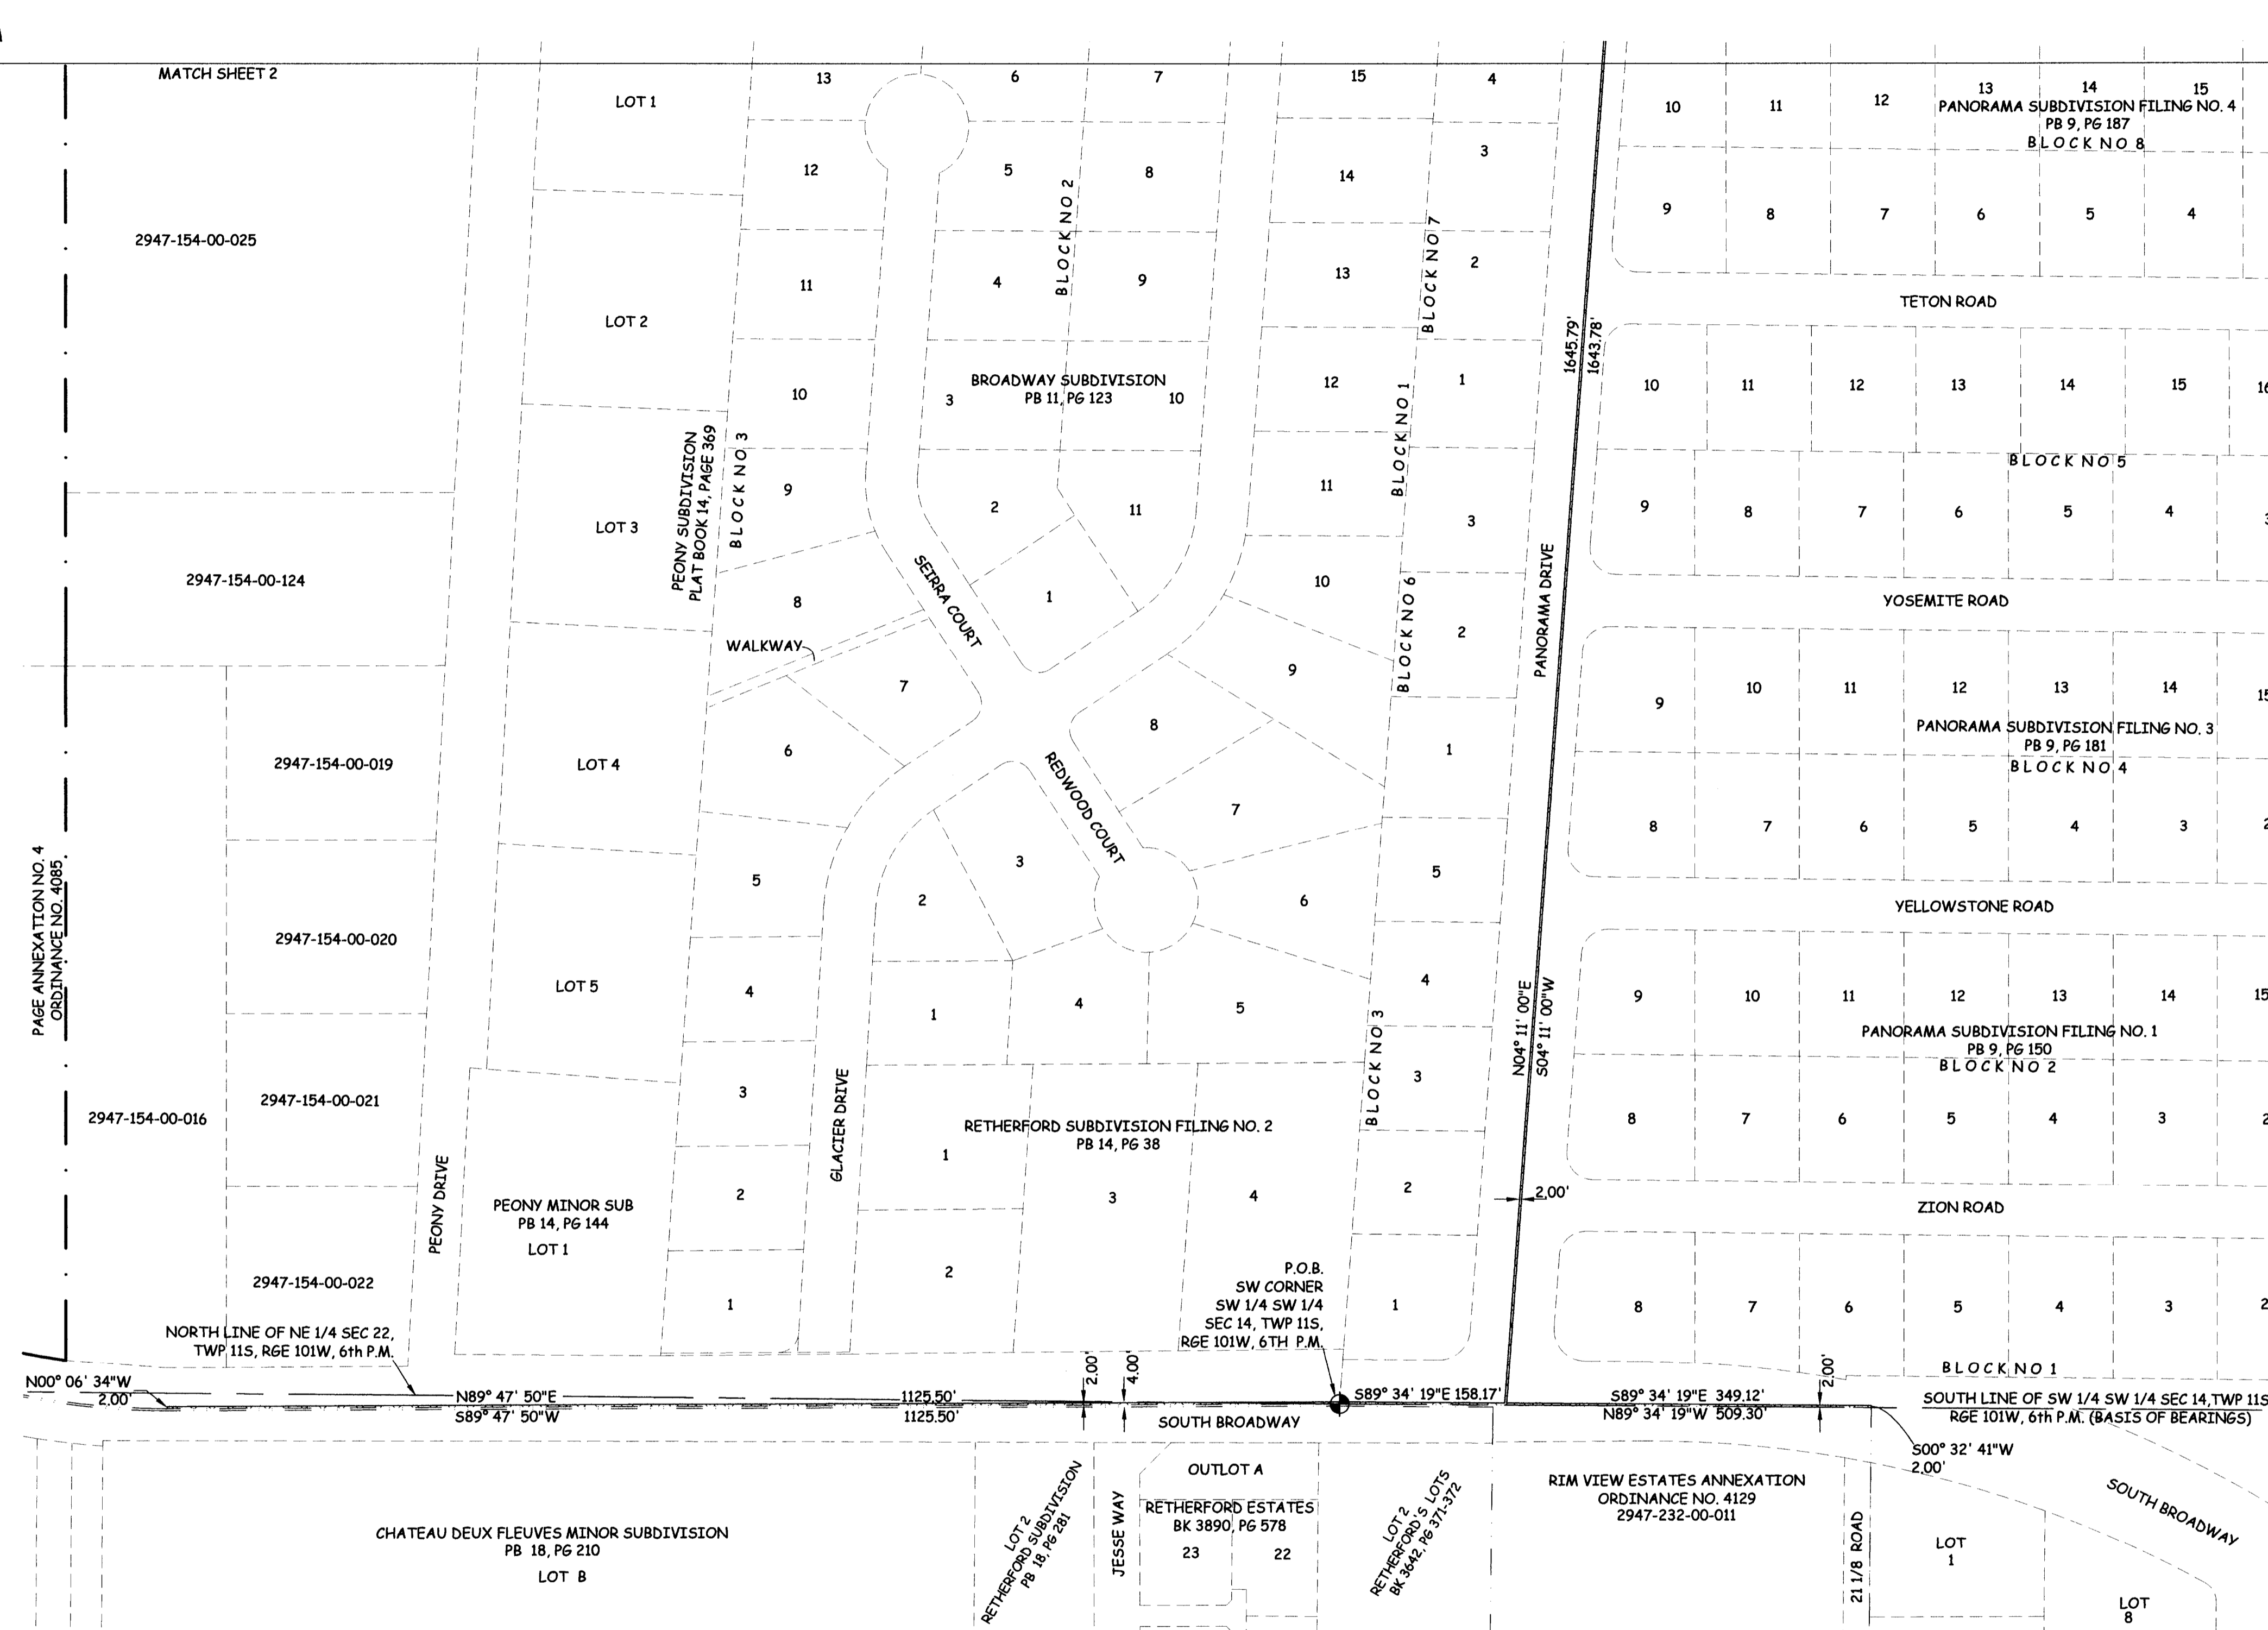 MATCH SHEET 2
2947-154-00-025
2947-154-00-124
2947-154-00-019
2947-154-00-020
2947-154-00-021
2947-154-00-016
2947-154-00-022
PAGE ANNEXATION NO. 4
ORDINANCE NO. 4085
PEONY DRIVE
LOT 1
LOT 2
LOT 3
LOT 4
LOT 5
PEONY SUBDIVISION
PLAT BOOK 14, PAGE 369
BLOCK NO 3
PEONY MINOR SUB
PB 14, PG 144
LOT 1
13
12
11
10
9
8
WALKWAY
7
6
5
4
3
2
1
GLACIER DRIVE
SEIRRA COURT
6
7
5
8
BLOCK NO 2
4
9
BROADWAY SUBDIVISION
PB 11, PG 123
3
10
2
11
1
REDWOOD COURT
15
14
13
12
11
10
9
8
7
6
3
2
1
4
5
BLOCK NO 7
BLOCK NO 1
BLOCK NO 6
BLOCK NO 3
RETHERFORD SUBDIVISION FILING NO. 2
PB 14, PG 38
1
2
3
4
4
3
2
1
3
2
1
5
4
3
2
1
P.O.B.
SW CORNER
SW 1/4 SW 1/4
SEC 14, TWP 11S,
RGE 101W, 6TH P.M.
PANORAMA DRIVE
1645.79'
1643.78'
N04° 11' 00"E
S04° 11' 00"W
2.00'
10
11
12
13
14
15
PANORAMA SUBDIVISION FILING NO. 4
PB 9, PG 187
BLOCK NO 8
9
8
7
6
5
4
TETON ROAD
10
11
12
13
14
15
BLOCK NO 5
9
8
7
6
5
4
YOSEMITE ROAD
9
10
11
12
13
14
15
PANORAMA SUBDIVISION FILING NO. 3
PB 9, PG 181
BLOCK NO 4
8
7
6
5
4
3
YELLOWSTONE ROAD
9
10
11
12
13
14
15
PANORAMA SUBDIVISION FILING NO. 1
PB 9, PG 150
BLOCK NO 2
8
7
6
5
4
3
2
ZION ROAD
8
7
6
5
4
3
2
BLOCK NO 1
NORTH LINE OF NE 1/4 SEC 22,
TWP 11S, RGE 101W, 6th P.M.
N00° 06' 34"W
2.00'
N89° 47' 50"E
1125.50'
S89° 47' 50"W
1125.50'
2.00'
4.00'
S89° 34' 19"E 158.17'
SOUTH BROADWAY
S89° 34' 19"E 349.12'
N89° 34' 19"W 509.30'
2.00'
SOUTH LINE OF SW 1/4 SW 1/4 SEC 14, TWP 11S
RGE 101W, 6th P.M. (BASIS OF BEARINGS)
S00° 32' 41"W
2.00'
CHATEAU DEUX FLEUVES MINOR SUBDIVISION
PB 18, PG 210
LOT B
LOT 2
RETHERFORD SUBDIVISION
PB 18, PG 281
JESSE WAY
OUTLOT A
RETHERFORD ESTATES
BK 3890, PG 578
23
22
LOT 2
RETHERFORD'S LOTS
BK 3642, PG 371-372
RIM VIEW ESTATES ANNEXATION
ORDINANCE NO. 4129
2947-232-00-011
21 1/8 ROAD
SOUTH BROADWAY
LOT
1
LOT
8